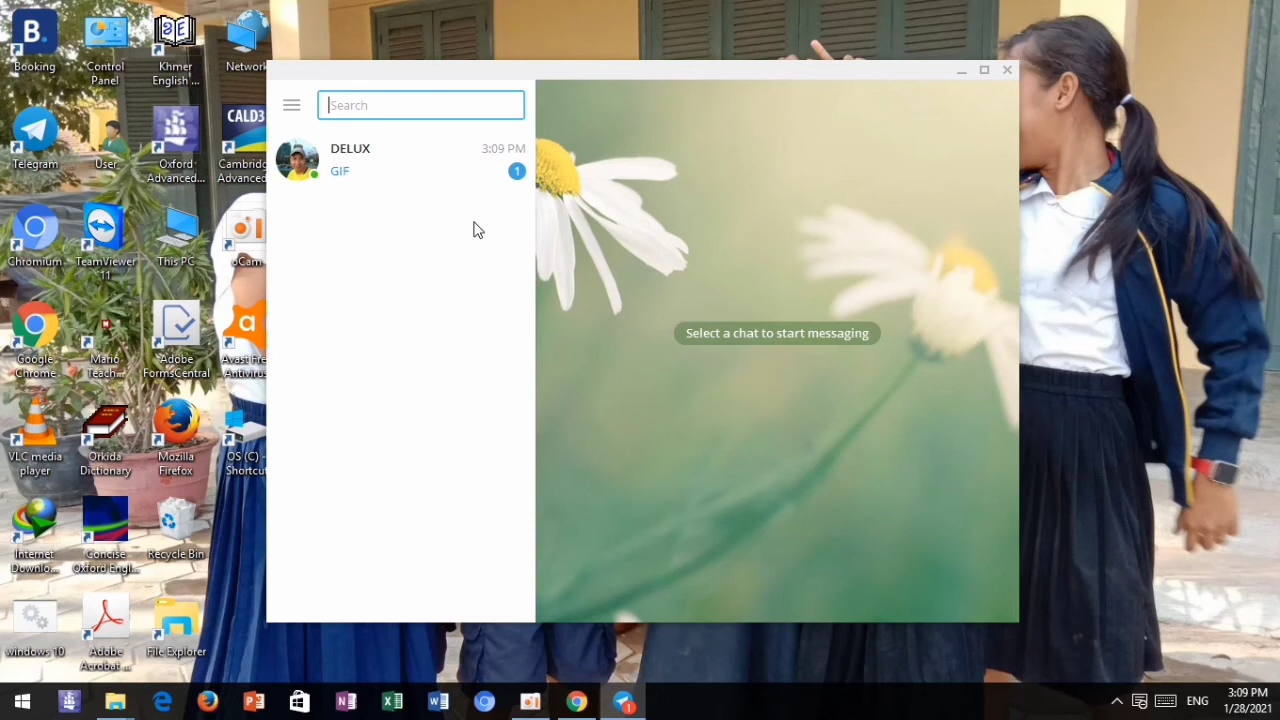 Booking
Control
Panel
Khmer
English'...
Network
Telegram
User
Oxford
Advanced...
CALD3
Cambridge
Advanced...
Chromium
TeamViewer
11
This PC
oCam
Google
Chrome
Mario
Teach...
Adobe
FormsCentral
Avast Free
Antivirus
VLC media
player
Orkida
Dictionary
Mozilla
Firefox
OS (C) -
Shortcut
Internet
Downlo...
Concise
Oxford Engl...
Recycle Bin
windows 10
Adobe
Acrobat ...
File Explorer
Search
DELUX
3:09 PM
GIF
1
Select a chat to start messaging
ENG
3:09 PM
1/28/2021